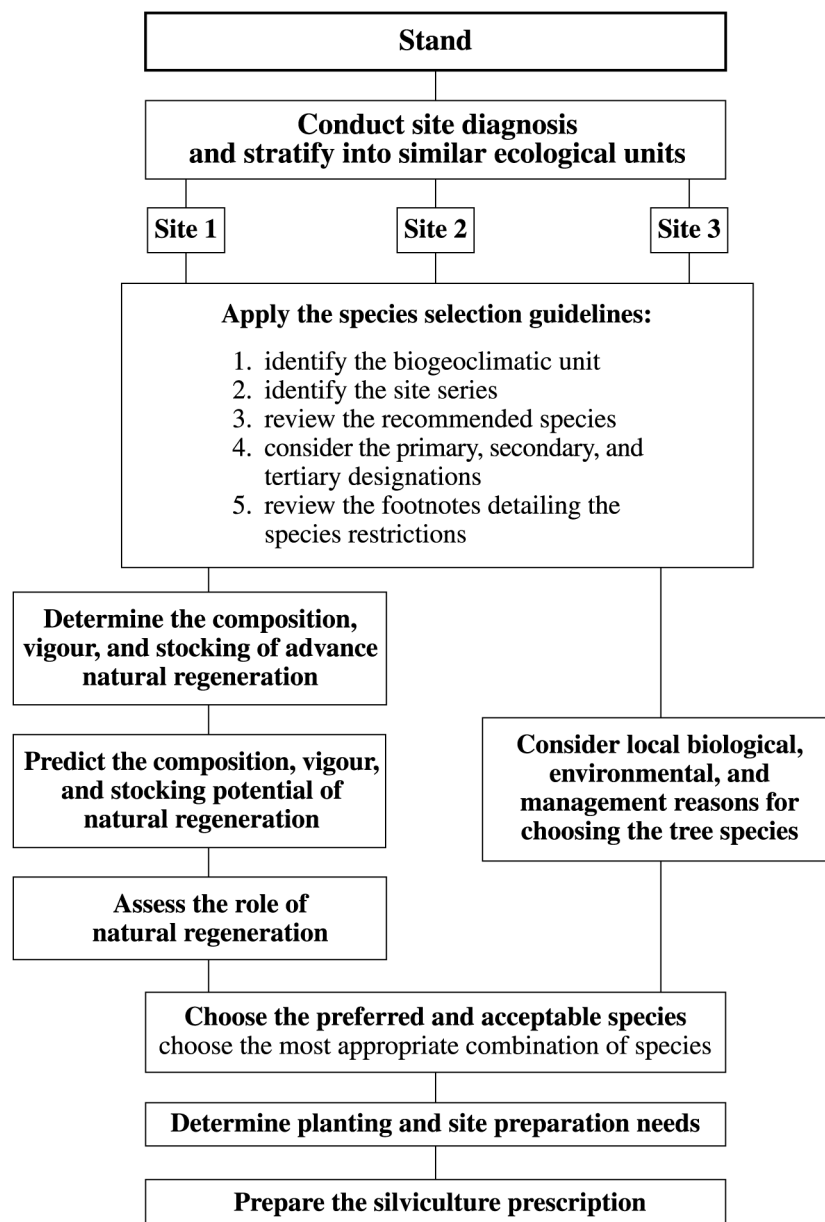 Stand
Conduct site diagnosis
and stratify into similar ecological units
Site 1
Site 2
Site 3
Apply the species selection guidelines:
1. identify the biogeoclimatic unit
2. identify the site series
3. review the recommended species
4. consider the primary, secondary, and
tertiary designations
5. review the footnotes detailing the
species restrictions
Determine the composition,
vigour, and stocking of advance
natural regeneration
Predict the composition, vigour,
and stocking potential of
natural regeneration
Assess the role of
natural regeneration
Consider local biological,
environmental, and
management reasons for
choosing the tree species
Choose the preferred and acceptable species
choose the most appropriate combination of species
Determine planting and site preparation needs
Prepare the silviculture prescription